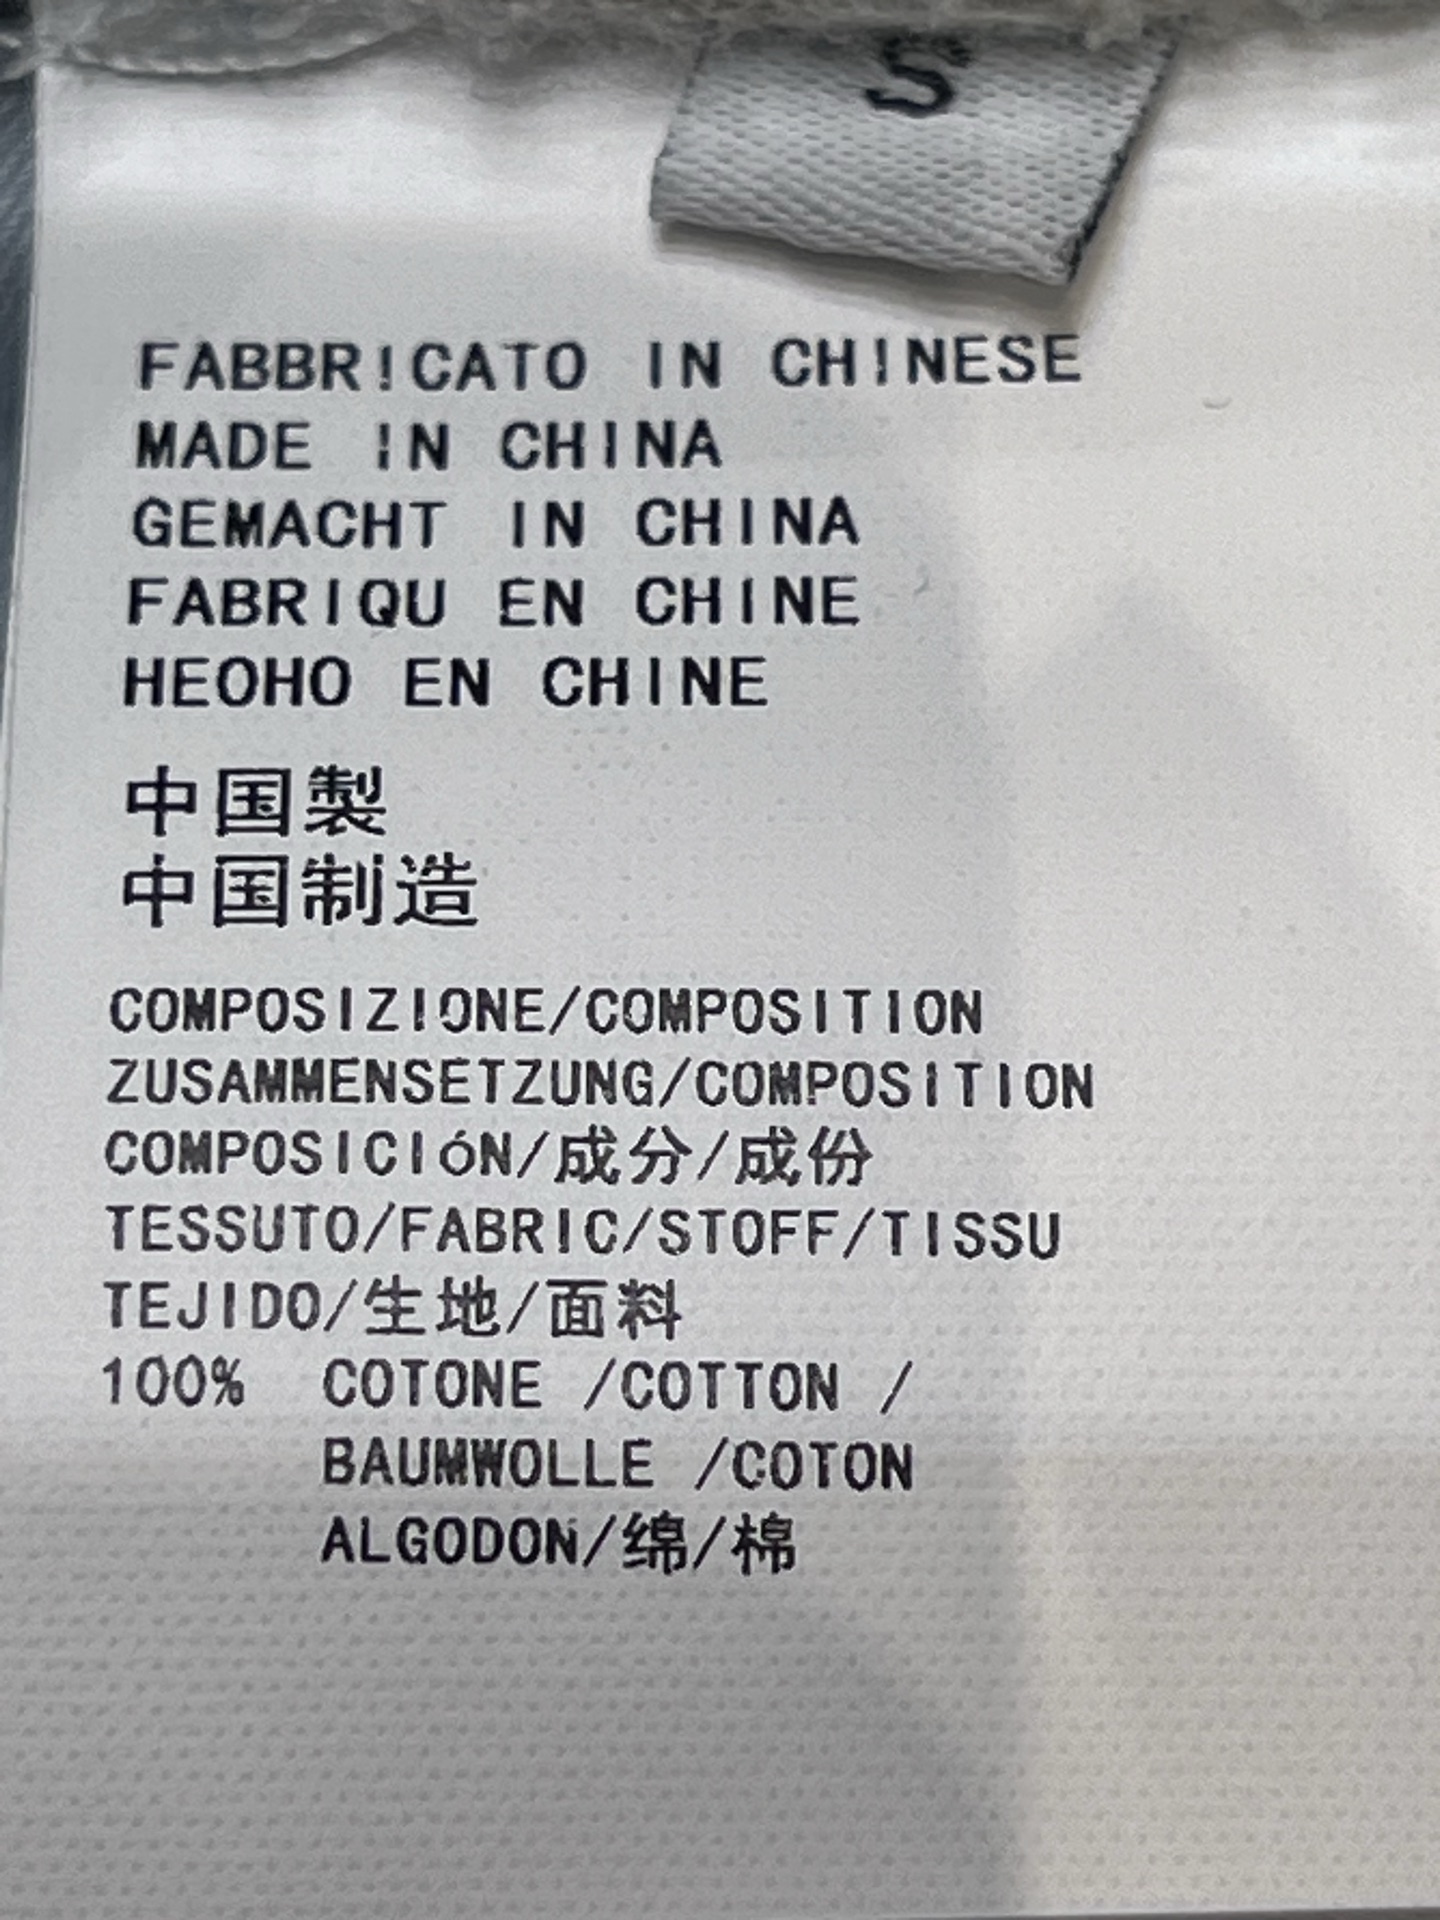 S
FABBRICATO IN CHINESE
MADE IN CHINA
GEMACHT IN CHINA
FABRIQU EN CHINE
HEOHO EN CHINE
中国製
中国制造
COMPOSIZIONE/COMPOSITION
ZUSAMMENSETZUNG/COMPOSITION
COMPOSICIóN/成分/成份
TESSUTO/FABRIC/STOFF/TISSU
TEJIDO/生地/面料
100% COTONE /COTTON /
BAUMWOLLE /COTON
ALGODON/绵/棉